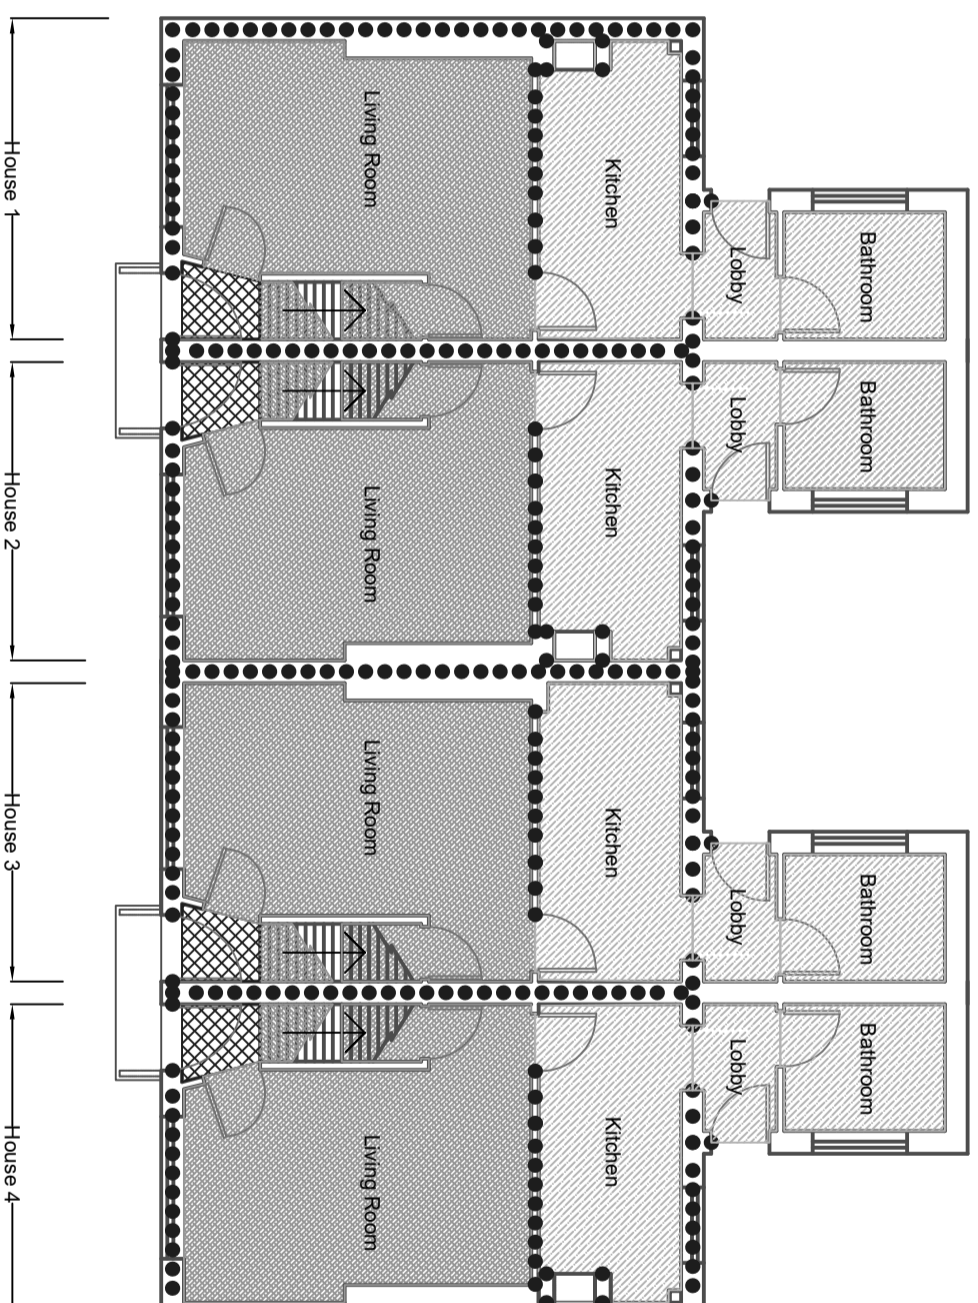 House 1
Living Room
Kitchen
Lobby
Bathroom
House 2
Living Room
Kitchen
Lobby
Bathroom
House 3
Living Room
Kitchen
Lobby
Bathroom
House 4
Living Room
Kitchen
Lobby
Bathroom